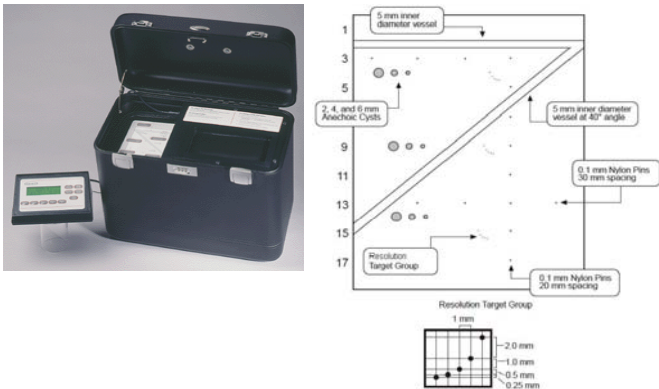 5 mm inner
diameter vessel
1
3
5
9
11
13
15
17
2, 4, and 6 mm
Anechoic Cysts
5 mm inner diameter
vessel at 40° angle
0.1 mm Nylon Pins
30 mm spacing
Resolution
Target Group
0.1 mm Nylon Pins
20 mm spacing
Resolution Target Group
1 mm
2.0 mm
1.0 mm
0.5 mm
0.25 mm